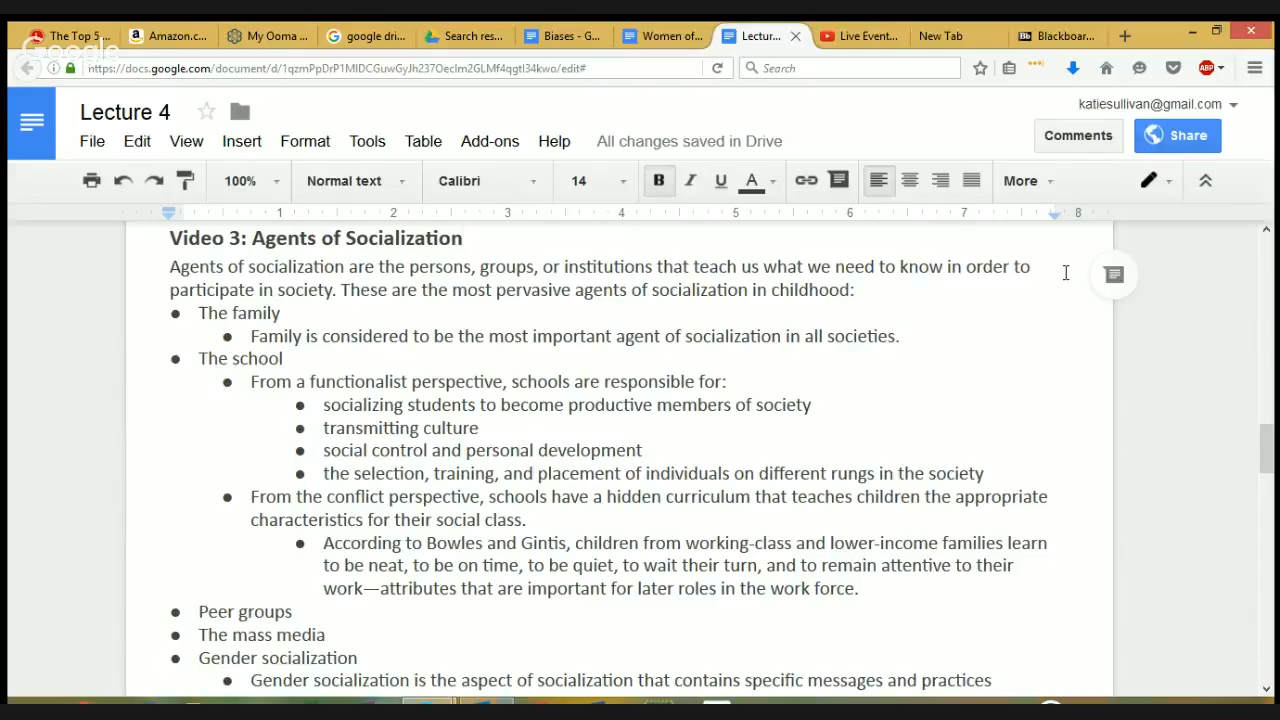 The Top 5...
Amazon.c...
My Ooma
google dri...
Search res...
Biases - G...
Women of...
Lectur...
Live Event...
New Tab
Blackboar...
Google
https://docs.google.com/document/d/1qzmPpDrP1MIDCGuwGyJh237Oeclm2GLMf4qgtl34kwo/edit#
Search
ABP
Lecture 4
katiesullivan@gmail.com
File Edit View Insert Format Tools Table Add-ons Help All changes saved in Drive
Comments
Share
100% Normal text Calibri 14 B I U A More
1 2 3 4 5 6 7 8
Video 3: Agents of Socialization
Agents of socialization are the persons, groups, or institutions that teach us what we need to know in order to
participate in society. These are the most pervasive agents of socialization in childhood:
● The family
● Family is considered to be the most important agent of socialization in all societies.
● The school
● From a functionalist perspective, schools are responsible for:
● socializing students to become productive members of society
● transmitting culture
● social control and personal development
● the selection, training, and placement of individuals on different rungs in the society
● From the conflict perspective, schools have a hidden curriculum that teaches children the appropriate
characteristics for their social class.
● According to Bowles and Gintis, children from working-class and lower-income families learn
to be neat, to be on time, to be quiet, to wait their turn, and to remain attentive to their
work—attributes that are important for later roles in the work force.
● Peer groups
● The mass media
● Gender socialization
● Gender socialization is the aspect of socialization that contains specific messages and practices